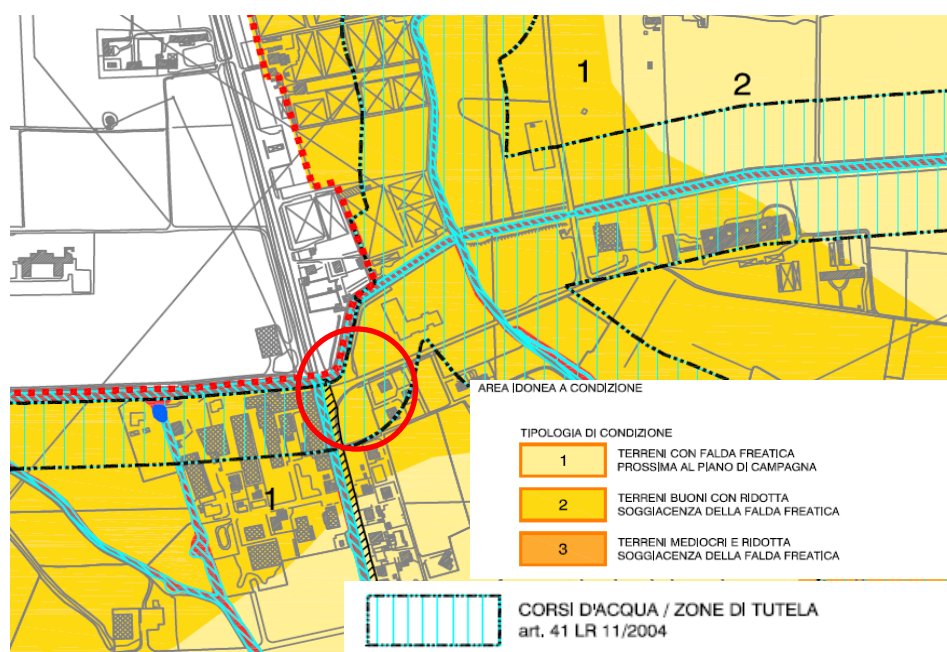 1
2
1
AREA IDONEA A CONDIZIONE
TIPOLOGIA DI CONDIZIONE
1
TERRENI CON FALDA FREATICA
PROSSIMA AL PIANO DI CAMPAGNA
2
TERRENI BUONI CON RIDOTTA
SOGGIACENZA DELLA FALDA FREATICA
3
TERRENI MEDIOCRI E RIDOTTA
SOGGIACENZA DELLA FALDA FREATICA
CORSI D'ACQUA / ZONE DI TUTELA
art. 41 LR 11/2004